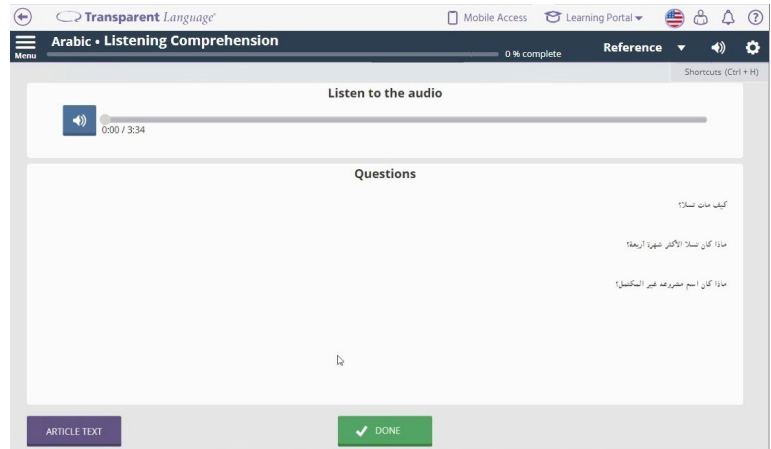 Transparent Language
Mobile Access
Learning Portal
Menu
Arabic • Listening Comprehension
0 % complete
Reference
Shortcuts (Ctrl + H)
Listen to the audio
0:00 / 3:34
Questions
كيف مات تسلا؟
ماذا كان تسلا الأكثر شهرة أربعة؟
ماذا كان اسم مشروعه غير المكتمل؟
ARTICLE TEXT
DONE